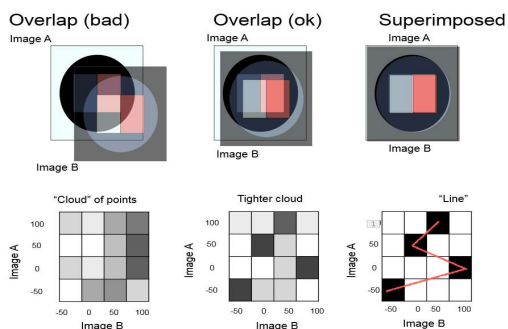 Overlap (bad)
Overlap (ok)
Superimposed
Image A
Image A
Image A
Image B
Image B
Image B
“Cloud” of points
Tighter cloud
“Line”
Image A
100
50
0
-50
-50
0
50
100
Image B
Image A
100
50
0
-50
-50
0
50
100
Image B
Image A
1
50
0
-50
-50
0
50
100
Image B